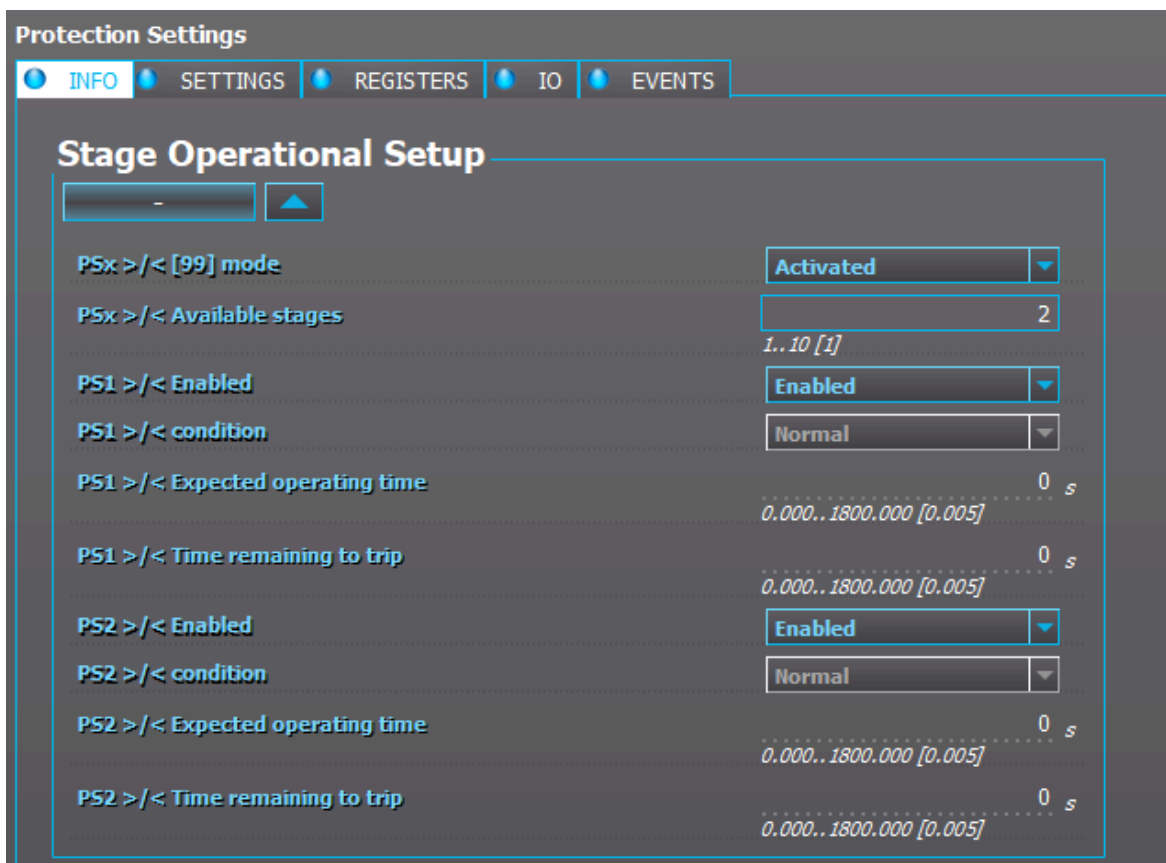 Protection Settings
INFO SETTINGS REGISTERS IO EVENTS
Stage Operational Setup
-
PSx >/< [99] mode Activated
PSx >/< Available stages 2
1..10 [1]
PS1 >/< Enabled Enabled
PS1 >/< condition Normal
PS1 >/< Expected operating time 0 s
0.000..1800.000 [0.005]
PS1 >/< Time remaining to trip 0 s
0.000..1800.000 [0.005]
PS2 >/< Enabled Enabled
PS2 >/< condition Normal
PS2 >/< Expected operating time 0 s
0.000..1800.000 [0.005]
PS2 >/< Time remaining to trip 0 s
0.000..1800.000 [0.005]